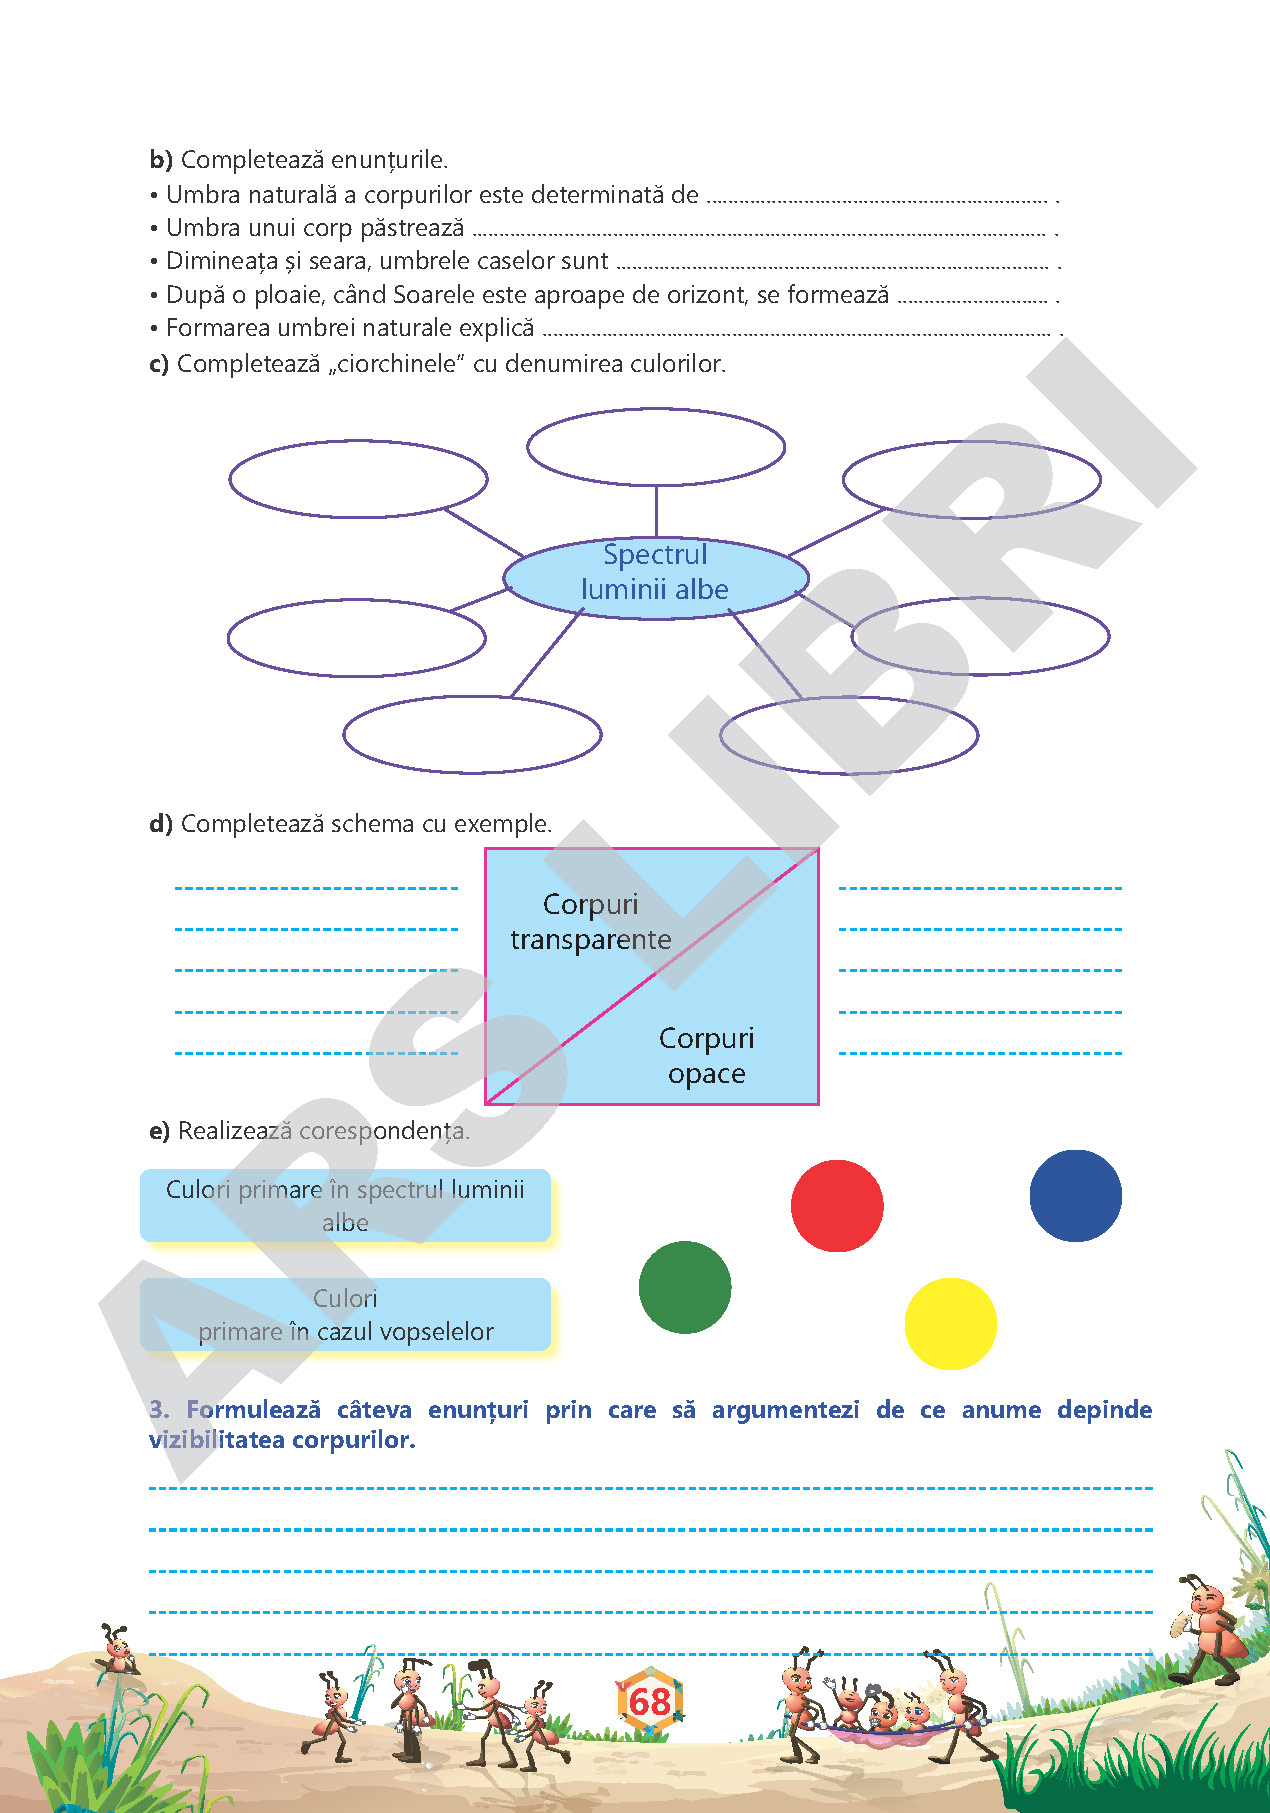 b) Completează enunțurile.
• Umbra naturală a corpurilor este determinată de ............................................................... .
• Umbra unui corp păstrează .......................................................................................................... .
• Dimineața și seara, umbrele caselor sunt ................................................................................ .
• După o ploaie, când Soarele este aproape de orizont, se formează ............................ .
• Formarea umbrei naturale explică .............................................................................................. .
c) Completează „ciorchinele” cu denumirea culorilor.
Spectrul
luminii albe
d) Completează schema cu exemple.
Corpuri
transparente
Corpuri
opace
e) Realizează corespondența.
Culori primare în spectrul luminii
albe
Culori
primare în cazul vopselelor
3. Formulează câteva enunțuri prin care să argumentezi de ce anume depinde
vizibilitatea corpurilor.
68
ARS LIBRI